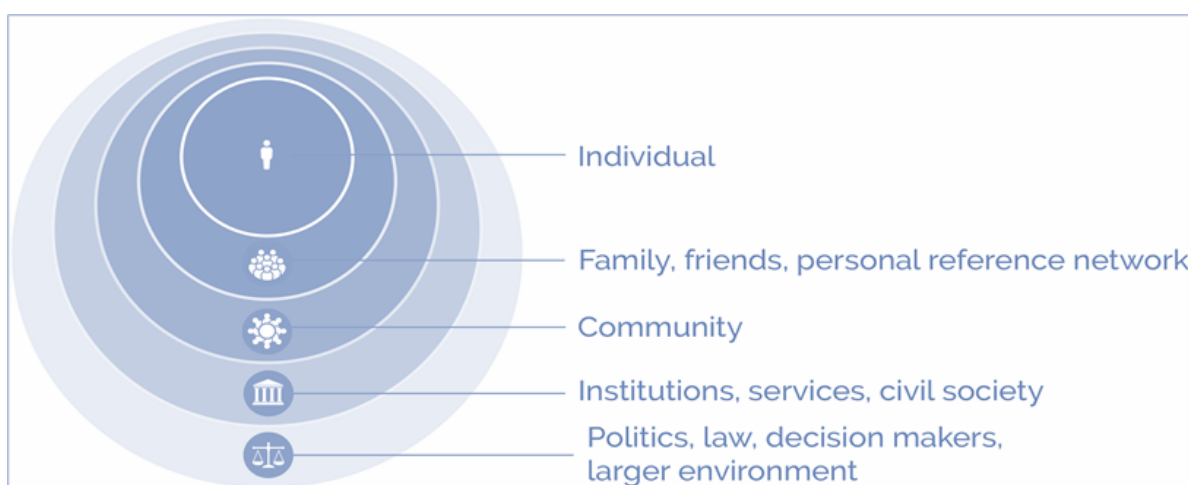 Individual
Family, friends, personal reference network
Community
Institutions, services, civil society
Politics, law, decision makers,
larger environment